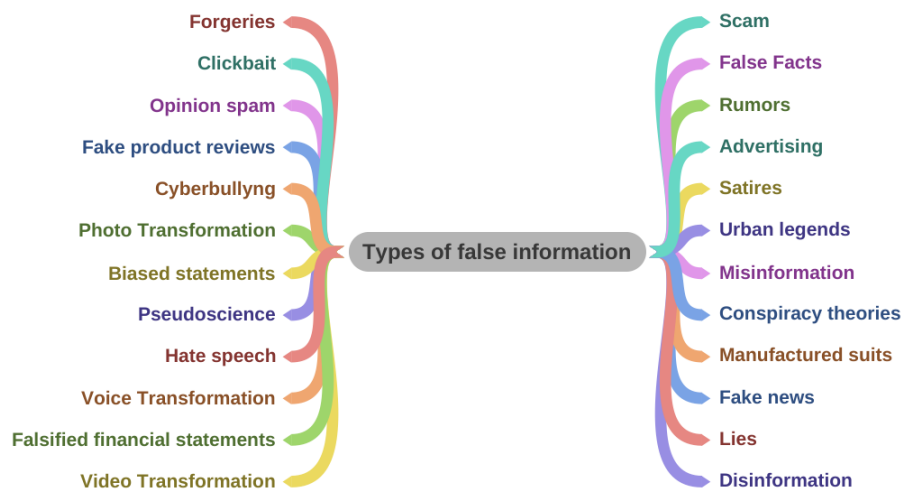 Forgeries
Clickbait
Opinion spam
Fake product reviews
Cyberbullyng
Photo Transformation
Biased statements
Pseudoscience
Hate speech
Voice Transformation
Falsified financial statements
Video Transformation
Types of false information
Scam
False Facts
Rumors
Advertising
Satires
Urban legends
Misinformation
Conspiracy theories
Manufactured suits
Fake news
Lies
Disinformation